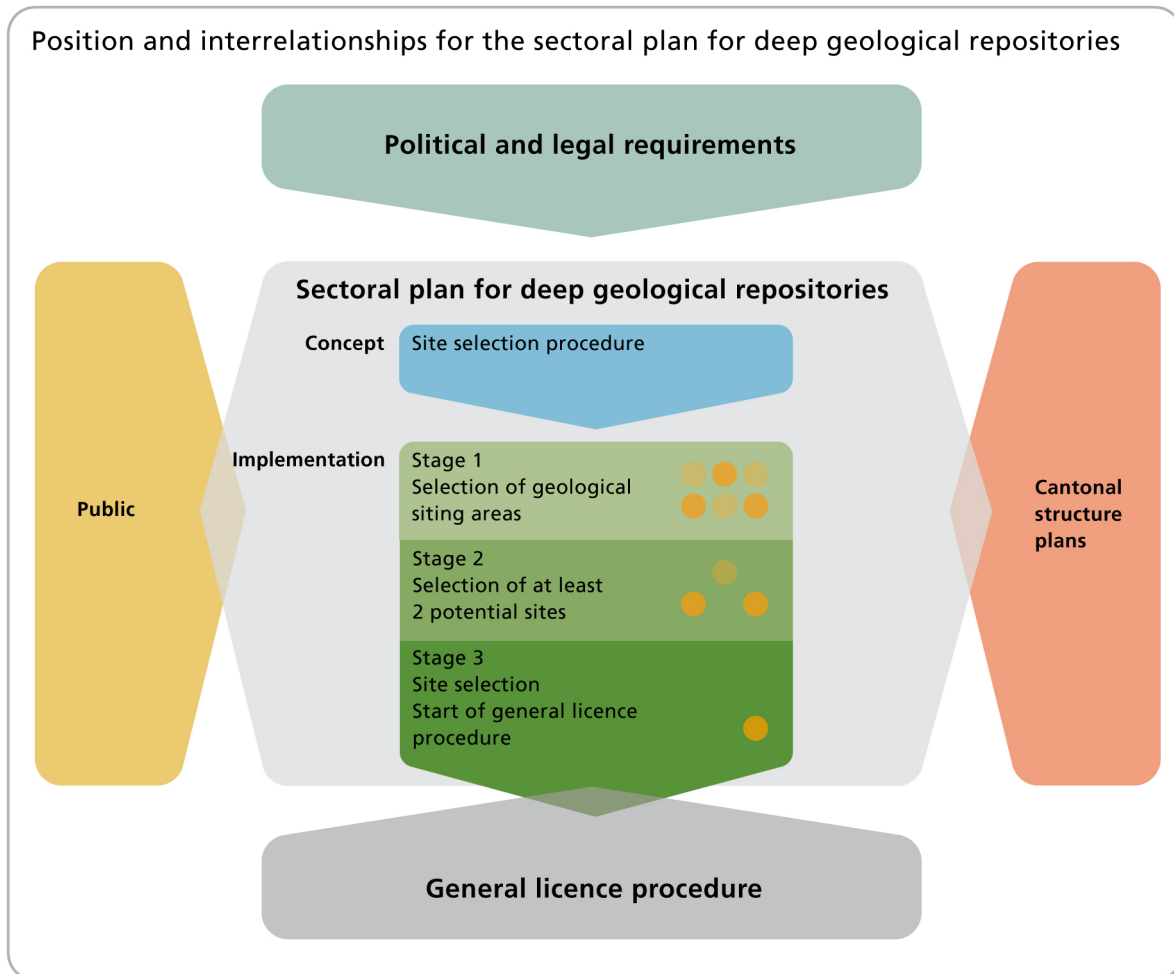 Position and interrelationships for the sectoral plan for deep geological repositories
Political and legal requirements
Sectoral plan for deep geological repositories
Concept
Site selection procedure
Implementation
Stage 1
Selection of geological
siting areas
Stage 2
Selection of at least
2 potential sites
Stage 3
Site selection
Start of general licence
procedure
Public
Cantonal
structure
plans
General licence procedure